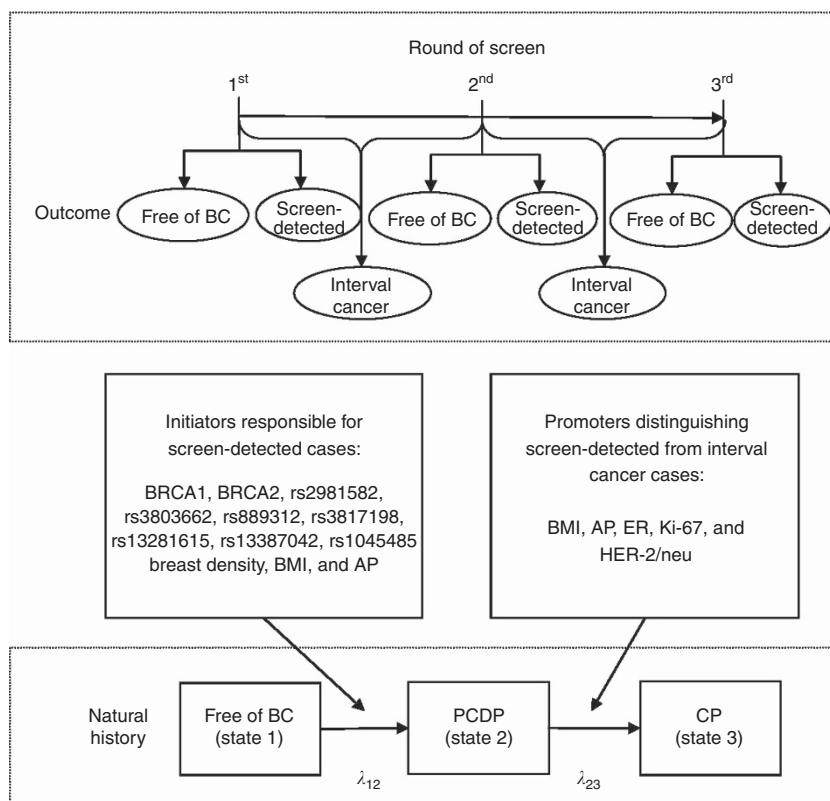 Round of screen
1st 2nd 3rd
Outcome
Free of BC
Screen-
detected
Free of BC
Screen-
detected
Free of BC
Screen-
detected
Interval
cancer
Interval
cancer
Initiators responsible for
screen-detected cases:
BRCA1, BRCA2, rs2981582,
rs3803662, rs889312, rs3817198,
rs13281615, rs13387042, rs1045485
breast density, BMI, and AP
Promoters distinguishing
screen-detected from interval
cancer cases:
BMI, AP, ER, Ki-67, and
HER-2/neu
Natural
history
Free of BC
(state 1)
PCDP
(state 2)
CP
(state 3)
λ12
λ23